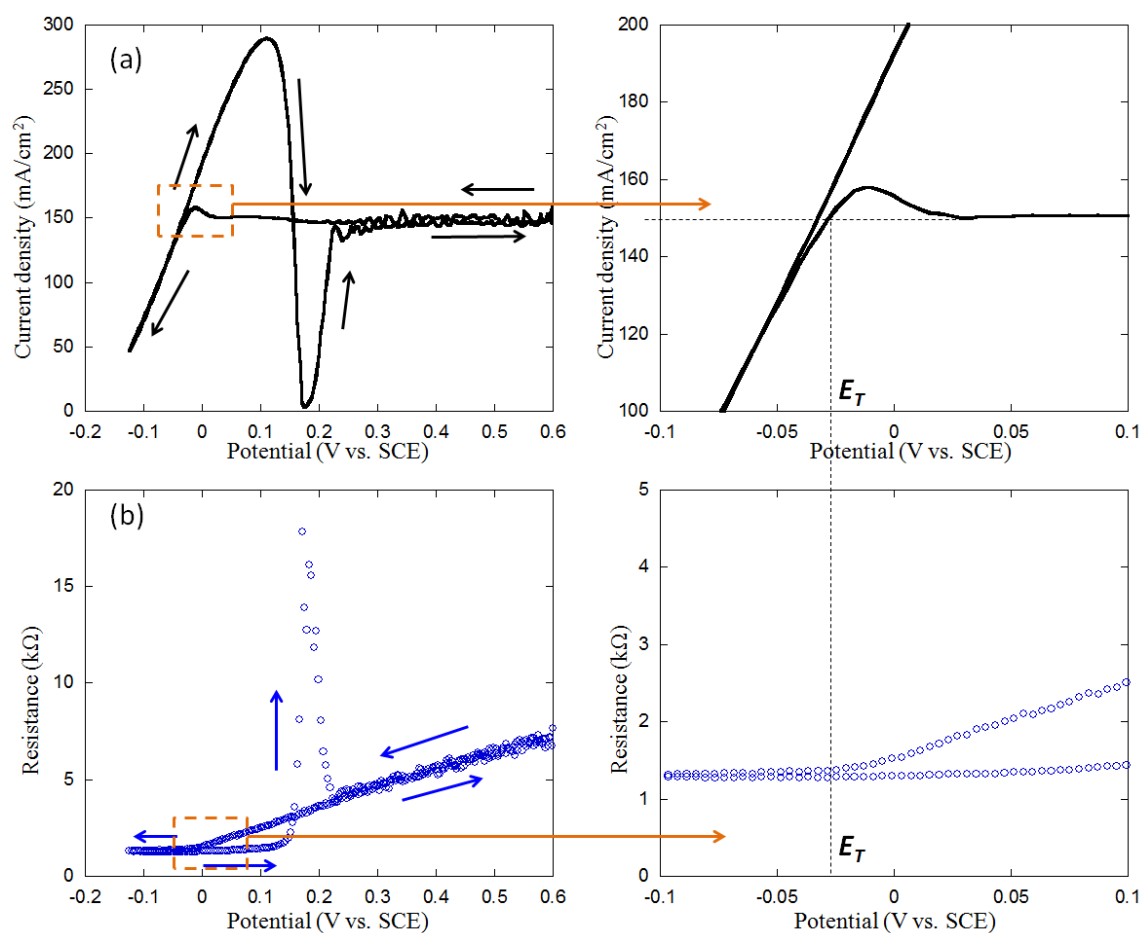 (a)
300
250
200
150
100
50
0
Current density (mA/cm²)
-0.2 -0.1 0 0.1 0.2 0.3 0.4 0.5 0.6
Potential (V vs. SCE)
200
180
160
140
120
100
Current density (mA/cm²)
E_T
-0.1 -0.05 0 0.05 0.1
Potential (V vs. SCE)
(b)
20
15
10
5
0
Resistance (kΩ)
-0.2 -0.1 0 0.1 0.2 0.3 0.4 0.5 0.6
Potential (V vs. SCE)
5
4
3
2
1
0
Resistance (kΩ)
E_T
-0.1 -0.05 0 0.05 0.1
Potential (V vs. SCE)